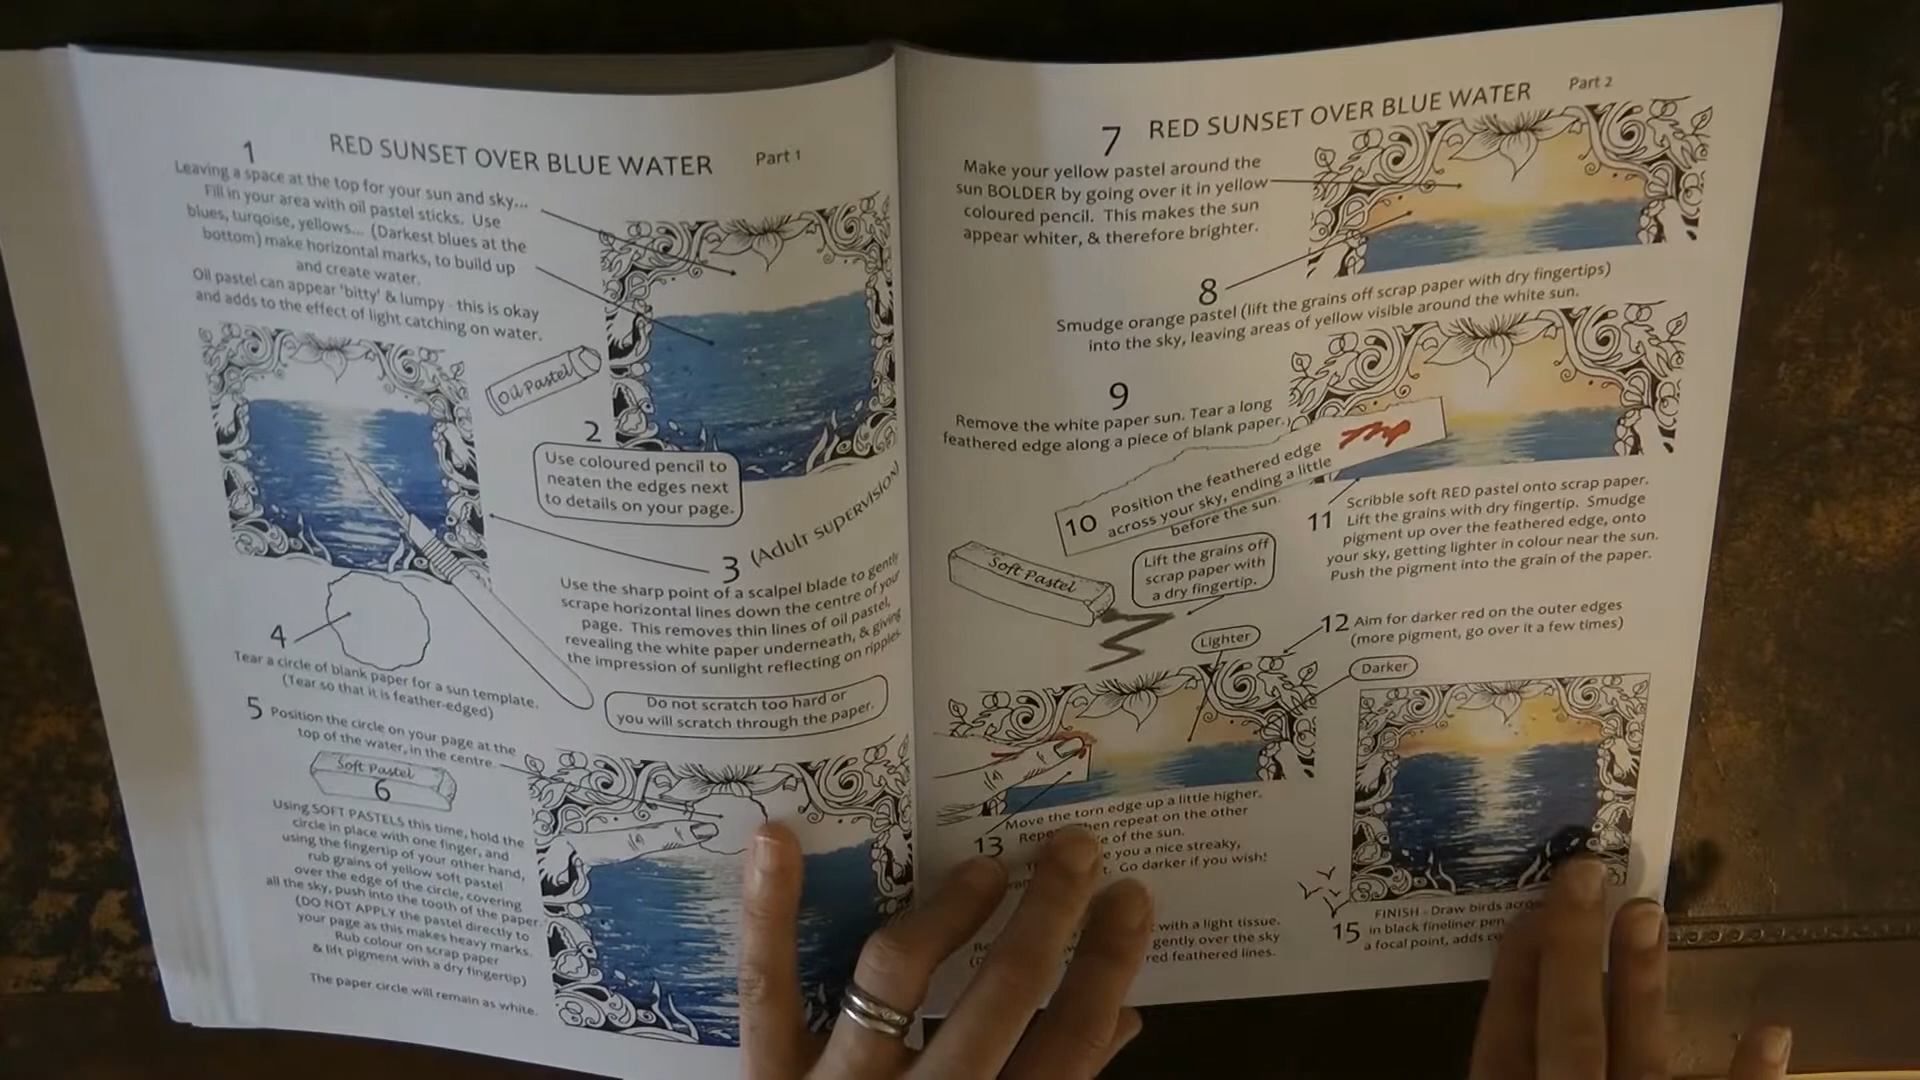 RED SUNSET OVER BLUE WATER
Part 1
1
Leaving a space at the top for your sun and sky...
Fill in your area with oil pastel sticks. Use
blues, turqoise, yellows... (Darkest blues at the
bottom) make horizontal marks, to build up
and create water.
Oil pastel can appear 'bitty' & lumpy - this is okay
and adds to the effect of light catching on water.
Oil Pastel
2
Use coloured pencil to
neaten the edges next
to details on your page.
3 (Adult supervision)
Use the sharp point of a scalpel blade to gently
scrape horizontal lines down the centre of your
page. This removes thin lines of oil pastel,
revealing the white paper underneath, & giving
the impression of sunlight reflecting on ripples.
Do not scratch too hard or
you will scratch through the paper.
4
Tear a circle of blank paper for a sun template.
(Tear so that it is feather-edged)
5 Position the circle on your page at the
top of the water, in the centre.
Soft Pastel
6
Using SOFT PASTELS this time, hold the
circle in place with one finger, and
using the fingertip of your other hand,
rub grains of yellow soft pastel
over the edge of the circle, covering
all the sky, push into the tooth of the paper.
(DO NOT APPLY the pastel directly to
your page as this makes heavy marks.
Rub colour on scrap paper
& lift pigment with a dry fingertip)
The paper circle will remain as white.
7 RED SUNSET OVER BLUE WATER
Part 2
Make your yellow pastel around the
sun BOLDER by going over it in yellow
coloured pencil. This makes the sun
appear whiter, & therefore brighter.
8
Smudge orange pastel (lift the grains off scrap paper with dry fingertips)
into the sky, leaving areas of yellow visible around the white sun.
9
Remove the white paper sun. Tear a long
feathered edge along a piece of blank paper.
10 Position the feathered edge
across your sky, ending a little
before the sun.
11 Scribble soft RED pastel onto scrap paper.
Lift the grains with dry fingertip. Smudge
pigment up over the feathered edge, onto
your sky, getting lighter in colour near the sun.
Push the pigment into the grain of the paper.
Soft Pastel
Lift the grains off
scrap paper with
a dry fingertip.
12 Aim for darker red on the outer edges
(more pigment, go over it a few times)
Lighter
Darker
13
Move the torn edge up a little higher.
then repeat on the other
of the sun.
you a nice streaky,
Go darker if you wish!
with a light tissue.
gently over the sky
red feathered lines.
15
FINISH - Draw birds
in black fineliner pen
a focal point, adds